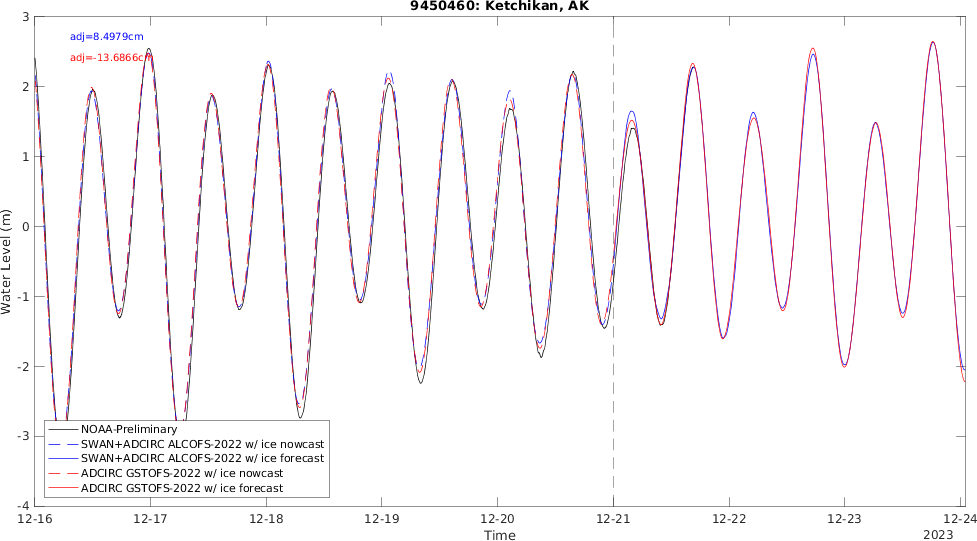 9450460: Ketchikan, AK
3
adj=8.4979cm
adj=-13.6866cm
2
1
0
-1
-2
-3
-4
Water Level (m)
NOAA-Preliminary
SWAN+ADCIRC ALCOFS-2022 w/ ice nowcast
SWAN+ADCIRC ALCOFS-2022 w/ ice forecast
ADCIRC GSTOFS-2022 w/ ice nowcast
ADCIRC GSTOFS-2022 w/ ice forecast
12-16 12-17 12-18 12-19 12-20 12-21 12-22 12-23 12-24
Time
2023